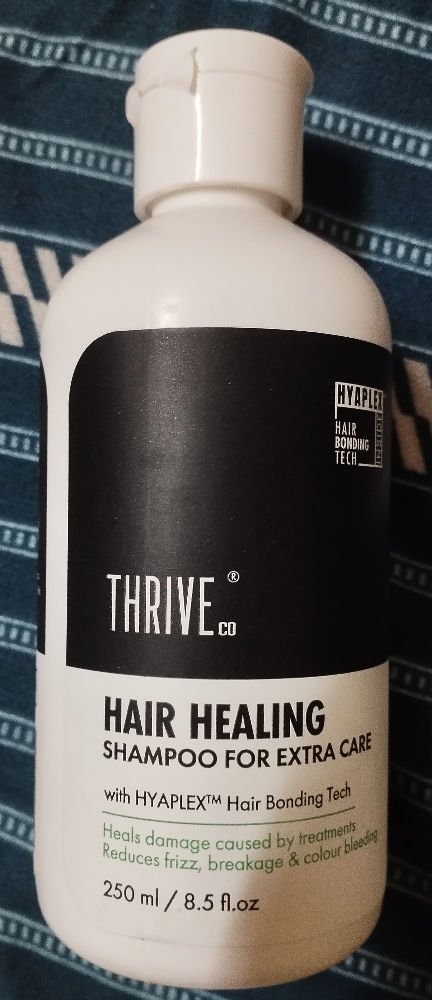 HYAPLEX
HAIR
BONDING
TECH
INSIDE
THRIVE®co
HAIR HEALING
SHAMPOO FOR EXTRA CARE
with HYAPLEX™ Hair Bonding Tech
Heals damage caused by treatments
Reduces frizz, breakage & colour bleeding
250 ml / 8.5 fl.oz